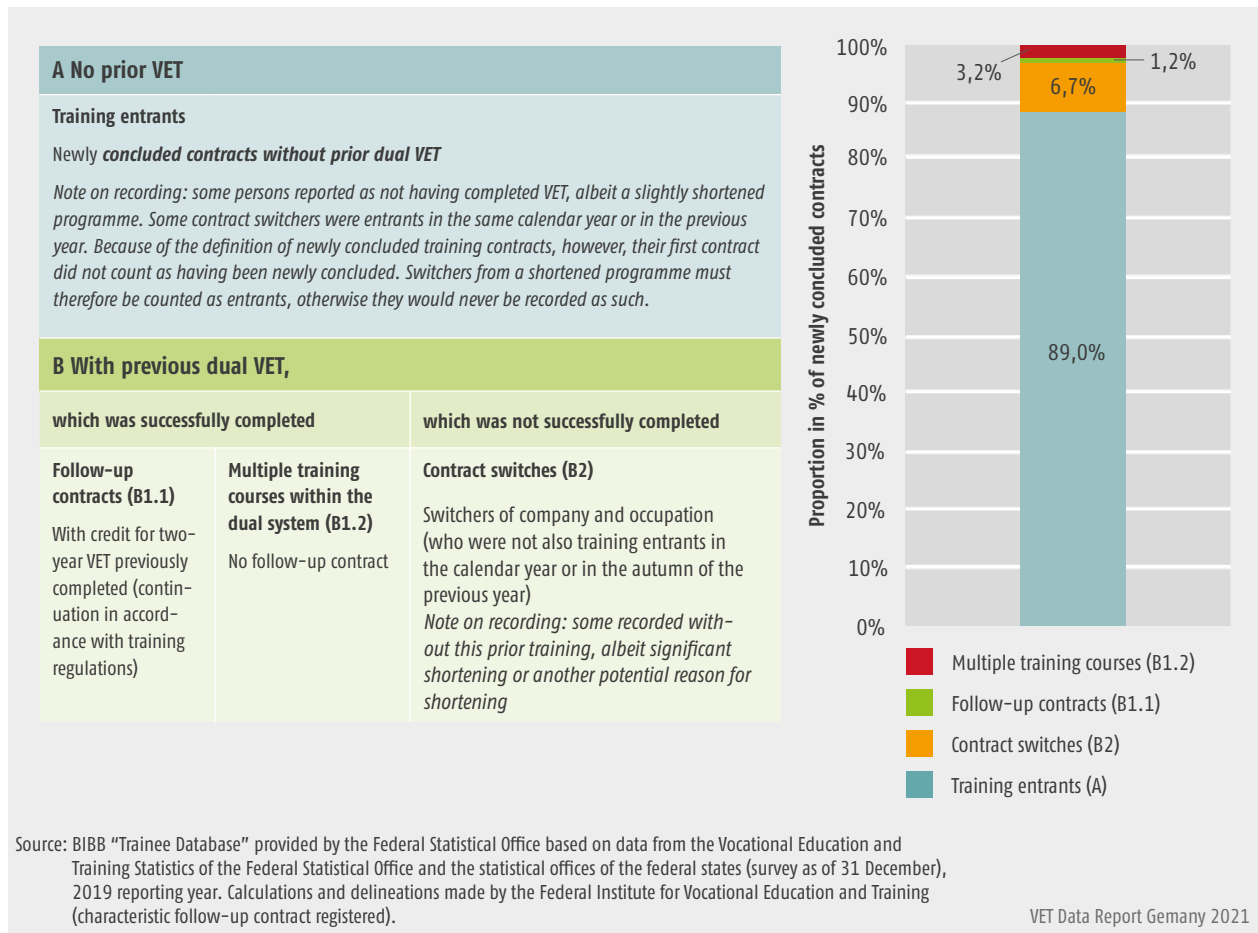 A No prior VET
Training entrants
Newly concluded contracts without prior dual VET
Note on recording: some persons reported as not having completed VET, albeit a slightly shortened
programme. Some contract switchers were entrants in the same calendar year or in the previous
year. Because of the definition of newly concluded training contracts, however, their first contract
did not count as having been newly concluded. Switchers from a shortened programme must
therefore be counted as entrants, otherwise they would never be recorded as such.
B With previous dual VET,
which was successfully completed
which was not successfully completed
Follow-up
contracts (B1.1)
With credit for two-
year VET previously
completed (contin-
uation in accord-
ance with training
regulations)
Multiple training
courses within the
dual system (B1.2)
No follow-up contract
Contract switches (B2)
Switchers of company and occupation
(who were not also training entrants in
the calendar year or in the autumn of the
previous year)
Note on recording: some recorded with-
out this prior training, albeit significant
shortening or another potential reason for
shortening
Proportion in % of newly concluded contracts
100%
90%
80%
70%
60%
50%
40%
30%
20%
10%
0%
3,2%
1,2%
6,7%
89,0%
Multiple training courses (B1.2)
Follow-up contracts (B1.1)
Contract switches (B2)
Training entrants (A)
Source: BIBB “Trainee Database” provided by the Federal Statistical Office based on data from the Vocational Education and
Training Statistics of the Federal Statistical Office and the statistical offices of the federal states (survey as of 31 December),
2019 reporting year. Calculations and delineations made by the Federal Institute for Vocational Education and Training
(characteristic follow-up contract registered).
VET Data Report Gemany 2021